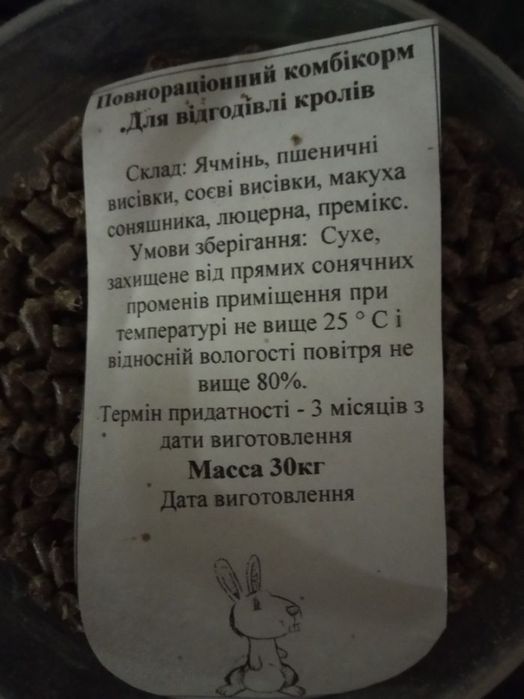 Повнораціонний комбікорм
.Для відгодівлі кролів
Склад: Ячмінь, пшеничні
висівки, соєві висівки, макуха
соняшника, люцерна, премікс.
Умови зберігання: Сухе,
захищене від прямих сонячних
променів приміщення при
температурі не вище 25 ° С і
відносній вологості повітря не
вище 80%.
Термін придатності - 3 місяців з
дати виготовлення
Масса 30кг
Дата виготовлення